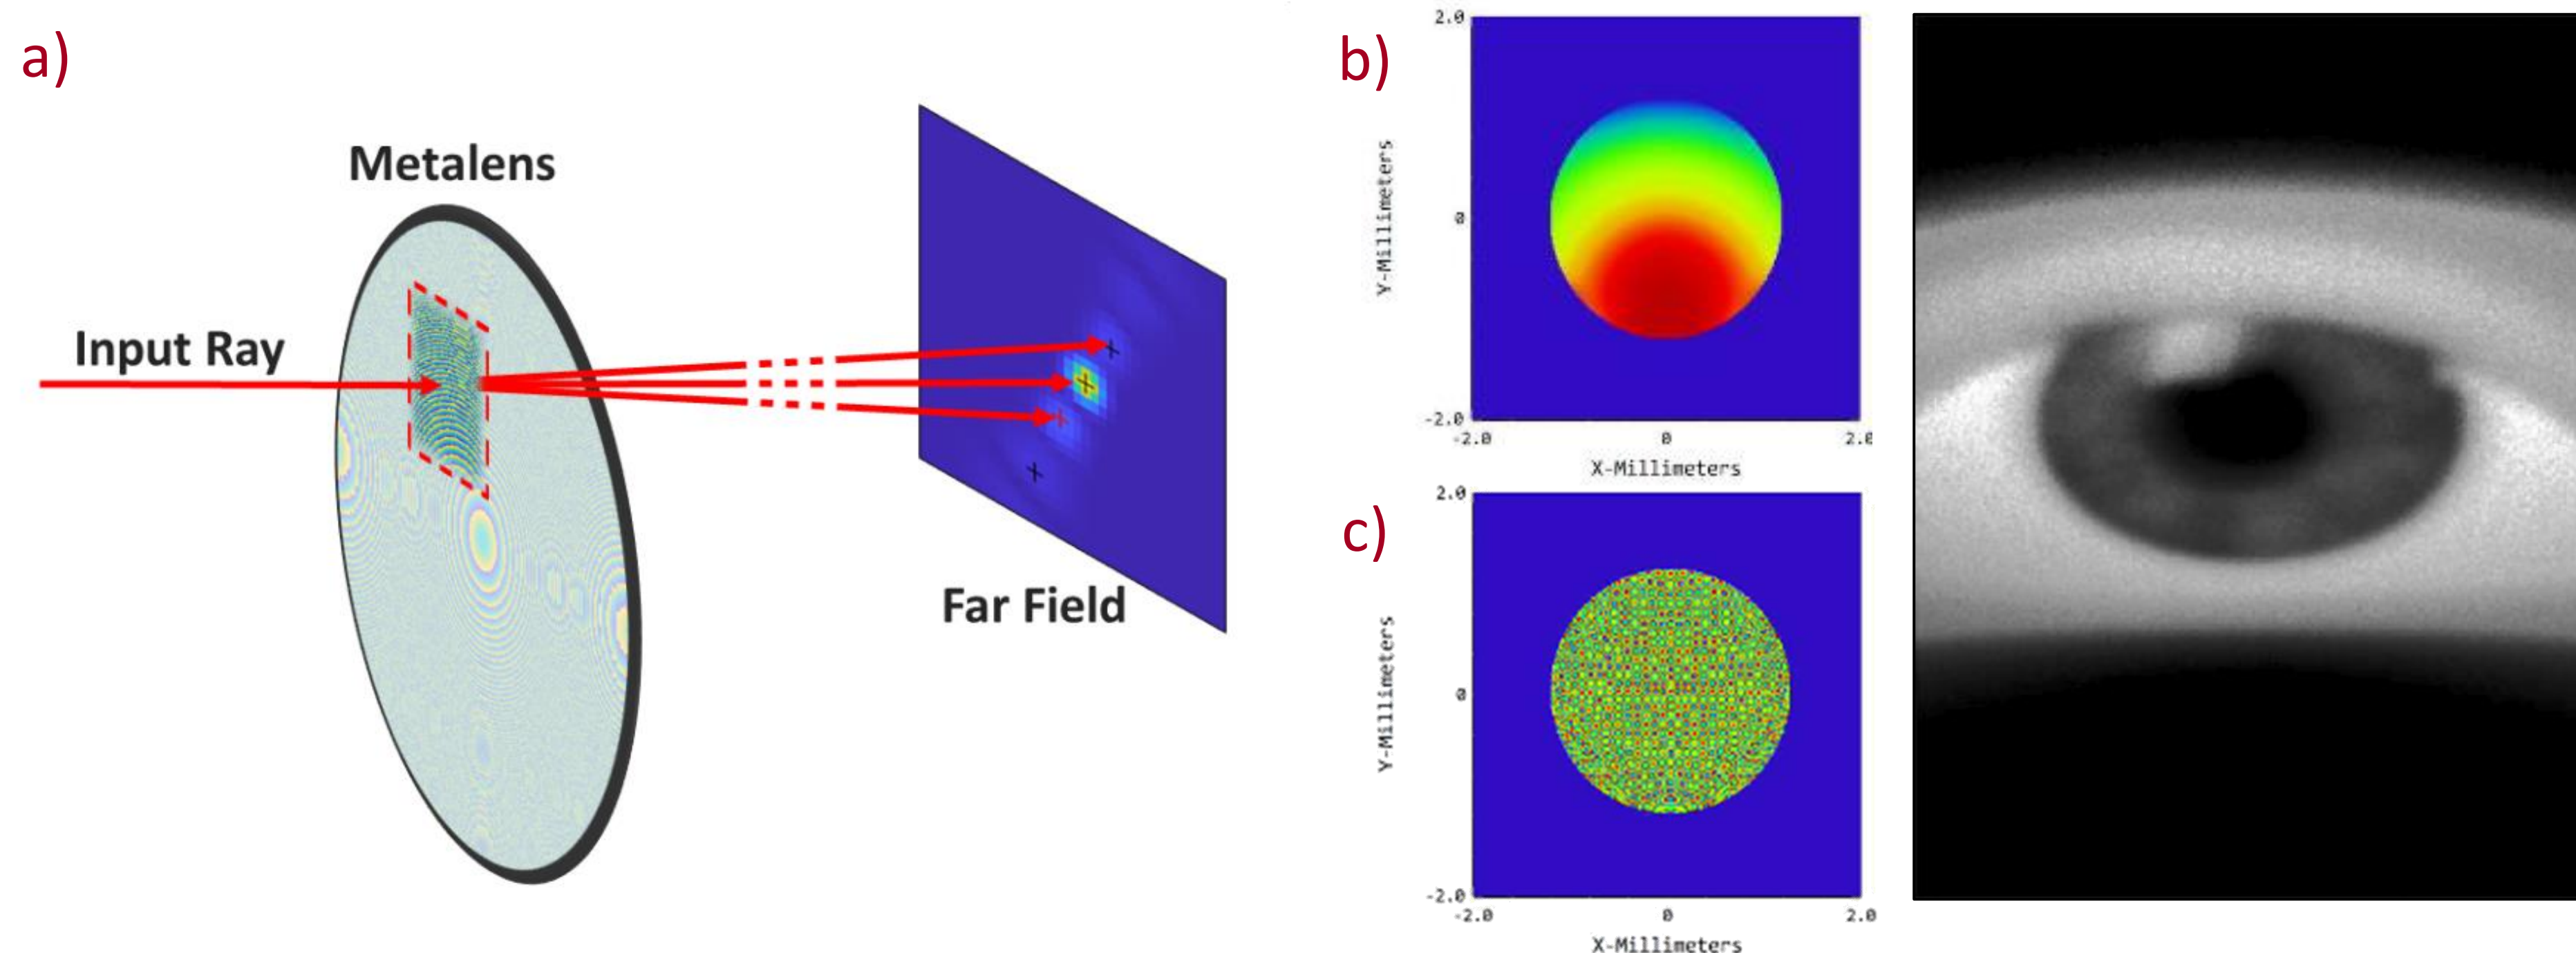 a)
Metalens
Input Ray
Far Field
b)
2.0
0
-2.0
Y-Millimeters
-2.0 0 2.0
X-Millimeters
c)
2.0
0
-2.0
Y-Millimeters
-2.0 0 2.0
X-Millimeters